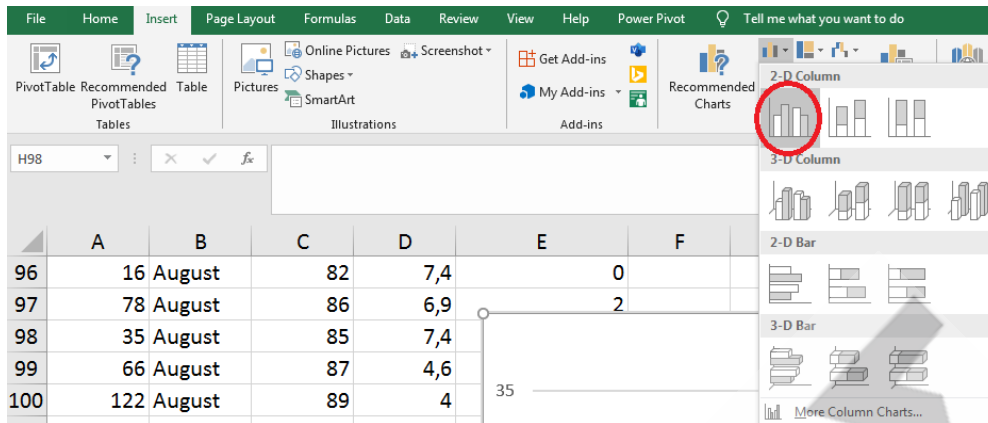 File Home Insert Page Layout Formulas Data Review View Help Power Pivot Tell me what you want to do
PivotTable Recommended PivotTables Table
Tables
Pictures Online Pictures Shapes SmartArt Screenshot
Illustrations
Get Add-ins
My Add-ins
Add-ins
Recommended Charts
2-D Column
3-D Column
2-D Bar
3-D Bar
More Column Charts...
H98 fx
A B C D E F
96 16 August 82 7,4 0
97 78 August 86 6,9 2
98 35 August 85 7,4
99 66 August 87 4,6
100 122 August 89 4
35